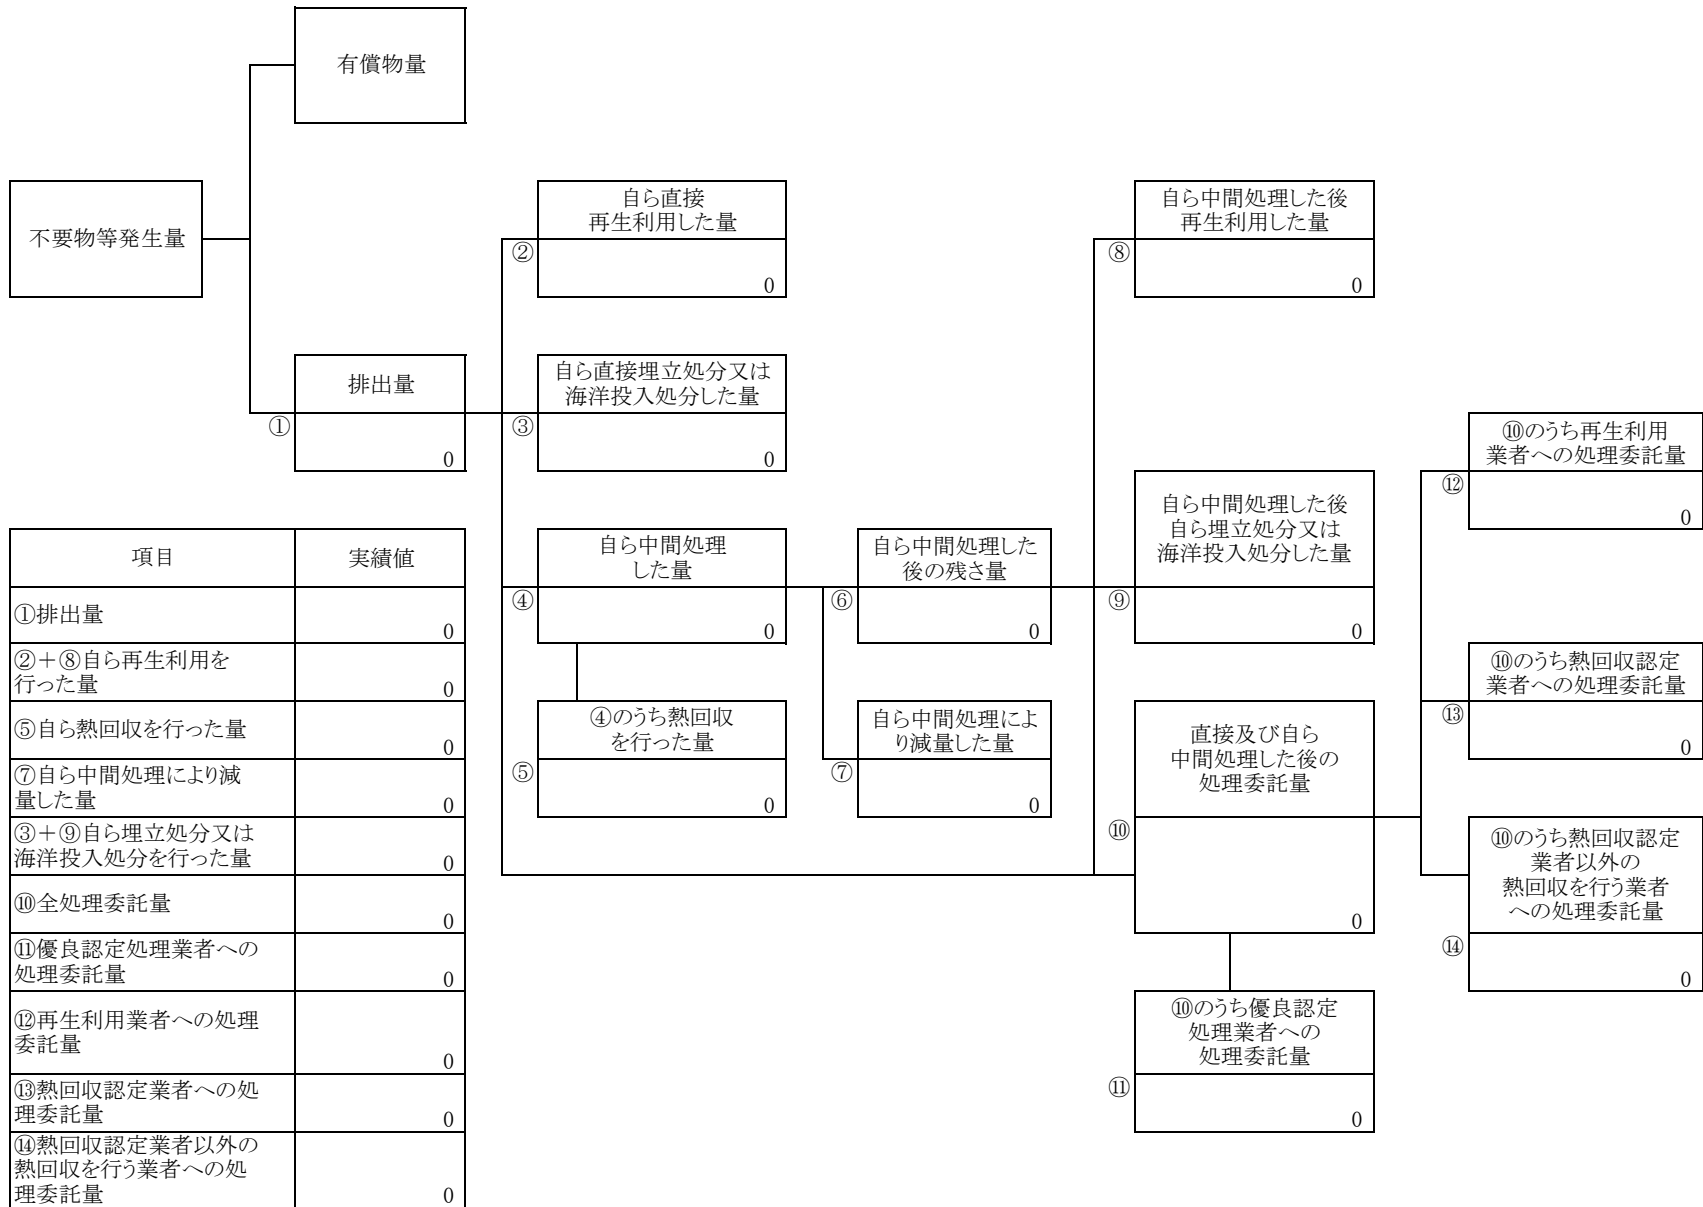 有償物量
不要物等発生量
排出量
①
0
自ら直接
再生利用した量
②
0
自ら直接埋立処分又は
海洋投入処分した量
③
0
自ら中間処理
した量
④
0
④のうち熱回収
を行った量
⑤
0
自ら中間処理した
後の残さ量
⑥
0
自ら中間処理によ
り減量した量
⑦
0
自ら中間処理した後
再生利用した量
⑧
0
自ら中間処理した後
自ら埋立処分又は
海洋投入処分した量
⑨
0
直接及び自ら
中間処理した後の
処理委託量
⑩
0
⑩のうち優良認定
処理業者への
処理委託量
⑪
0
⑩のうち再生利用
業者への処理委託量
⑫
0
⑩のうち熱回収認定
業者への処理委託量
⑬
0
⑩のうち熱回収認定
業者以外の
熱回収を行う業者
への処理委託量
⑭
0
項目 実績値
①排出量
0
②＋⑧自ら再生利用を
行った量
0
⑤自ら熱回収を行った量
0
⑦自ら中間処理により減
量した量
0
③＋⑨自ら埋立処分又は
海洋投入処分を行った量
0
⑩全処理委託量
0
⑪優良認定処理業者への
処理委託量
0
⑫再生利用業者への処理
委託量
0
⑬熱回収認定業者への処
理委託量
0
⑭熱回収認定業者以外の
熱回収を行う業者への処
理委託量
0